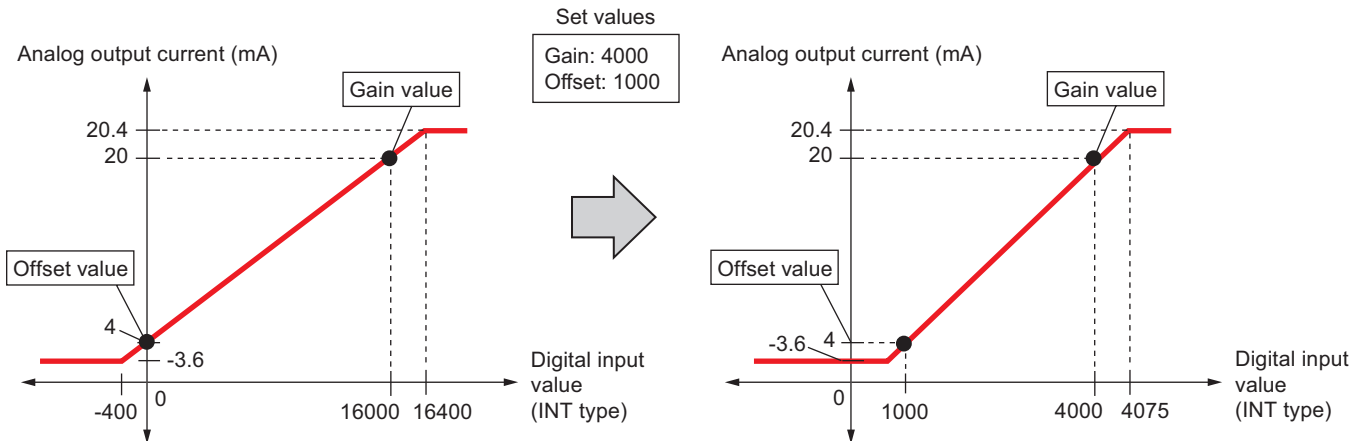 Set values
Gain: 4000
Offset: 1000
Analog output current (mA)
Gain value
20.4
20
Offset value
4
-3.6
-400
0
16000
16400
Digital input
value
(INT type)
Analog output current (mA)
Gain value
20.4
20
Offset value
4
-3.6
0
1000
4000
4075
Digital input
value
(INT type)